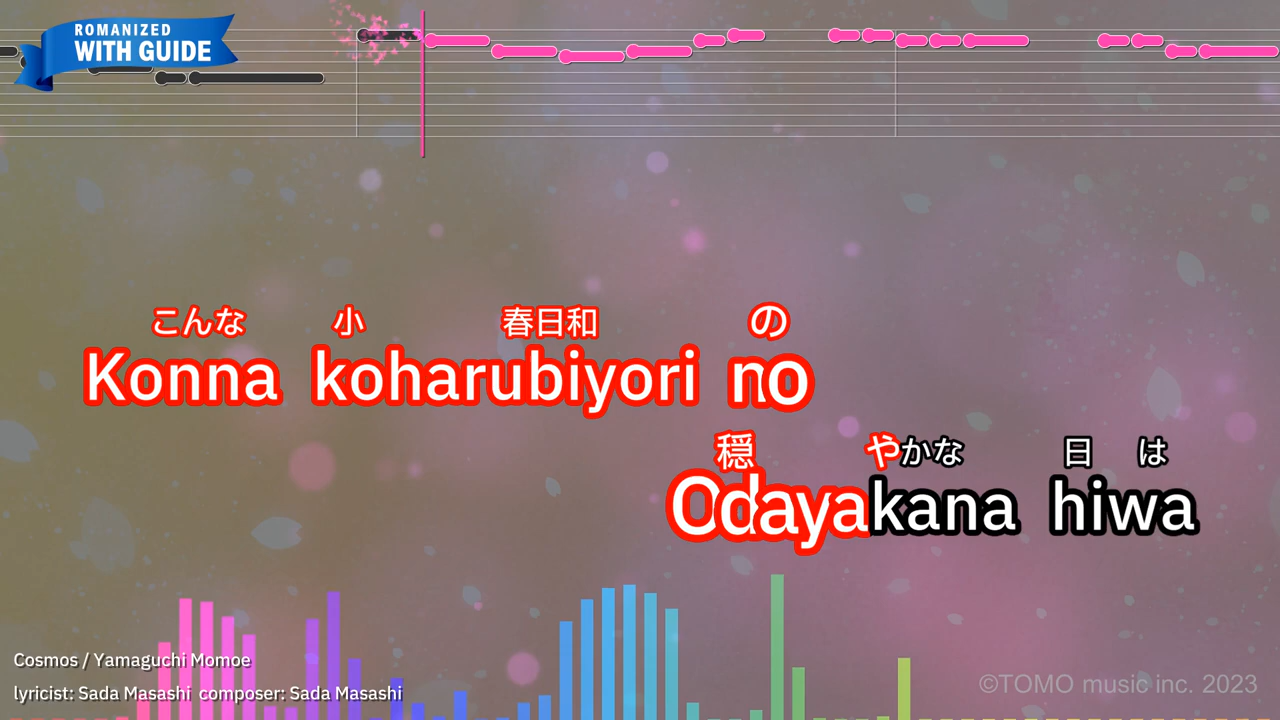 ROMANIZED
WITH GUIDE
こんな 小 春日和 の
Konna koharubiyori no
穏 やかな 日 は
Odayakana hiwa
Cosmos / Yamaguchi Momoe
lyricist: Sada Masashi composer: Sada Masashi
©TOMO music inc. 2023